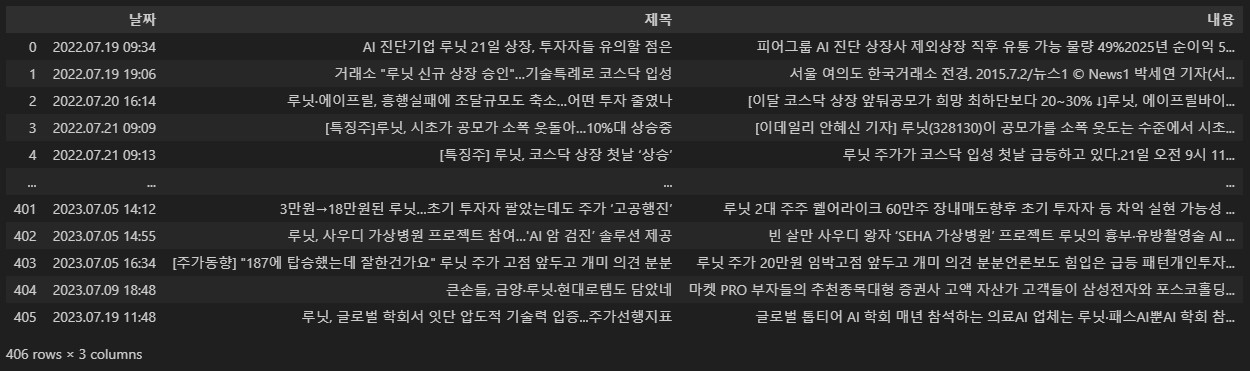 날짜 제목 내용
0 2022.07.19 09:34 AI 진단기업 루닛 21일 상장, 투자자들 유의할 점은 피어그룹 AI 진단 상장사 제외상장 직후 유통 가능 물량 49%2025년 순이익 5...
1 2022.07.19 19:06 거래소 "루닛 신규 상장 승인"...기술특례로 코스닥 입성 서울 여의도 한국거래소 전경. 2015.7.2/뉴스1 © News1 박세연 기자(서...
2 2022.07.20 16:14 루닛·에이프릴, 흥행실패에 조달규모도 축소...어떤 투자 줄였나 [이달 코스닥 상장 앞둬공모가 희망 최하단보다 20~30% ↓]루닛, 에이프릴바이...
3 2022.07.21 09:09 [특징주]루닛, 시초가 공모가 소폭 웃돌아...10%대 상승중 [이데일리 안혜신 기자] 루닛(328130)이 공모가를 소폭 웃도는 수준에서 시초...
4 2022.07.21 09:13 [특징주] 루닛, 코스닥 상장 첫날 ‘상승’ 루닛 주가가 코스닥 입성 첫날 급등하고 있다.21일 오전 9시 11...
... ... ... ...
401 2023.07.05 14:12 3만원→18만원된 루닛...초기 투자자 팔았는데도 주가 ‘고공행진’ 루닛 2대 주주 퀠어라이크 60만주 장내매도향후 초기 투자자 등 차익 실현 가능성 ...
402 2023.07.05 14:55 루닛, 사우디 가상병원 프로젝트 참여...'AI 암 검진’ 솔루션 제공 빈 살만 사우디 왕자 ‘SEHA 가상병원’ 프로젝트 루닛의 흉부·유방촬영술 AI ...
403 2023.07.05 16:34 [주가동향] "187에 탑승했는데 잘한건가요" 루닛 주가 고점 앞두고 개미 의견 분분 루닛 주가 20만원 임박고점 앞두고 개미 의견 분분언론보도 힘입은 급등 패턴개인투자...
404 2023.07.09 18:48 큰손들, 금양·루닛·현대로템도 담았네 마켓 PRO 부자들의 추천종목대형 증권사 고액 자산가 고객들이 삼성전자와 포스코홀딩...
405 2023.07.19 11:48 루닛, 글로벌 학회서 잇단 압도적 기술력 입증...주가선행지표 글로벌 톱티어 AI 학회 매년 참석하는 의료AI 업체는 루닛·패스AI뿐AI 학회 참...
406 rows × 3 columns